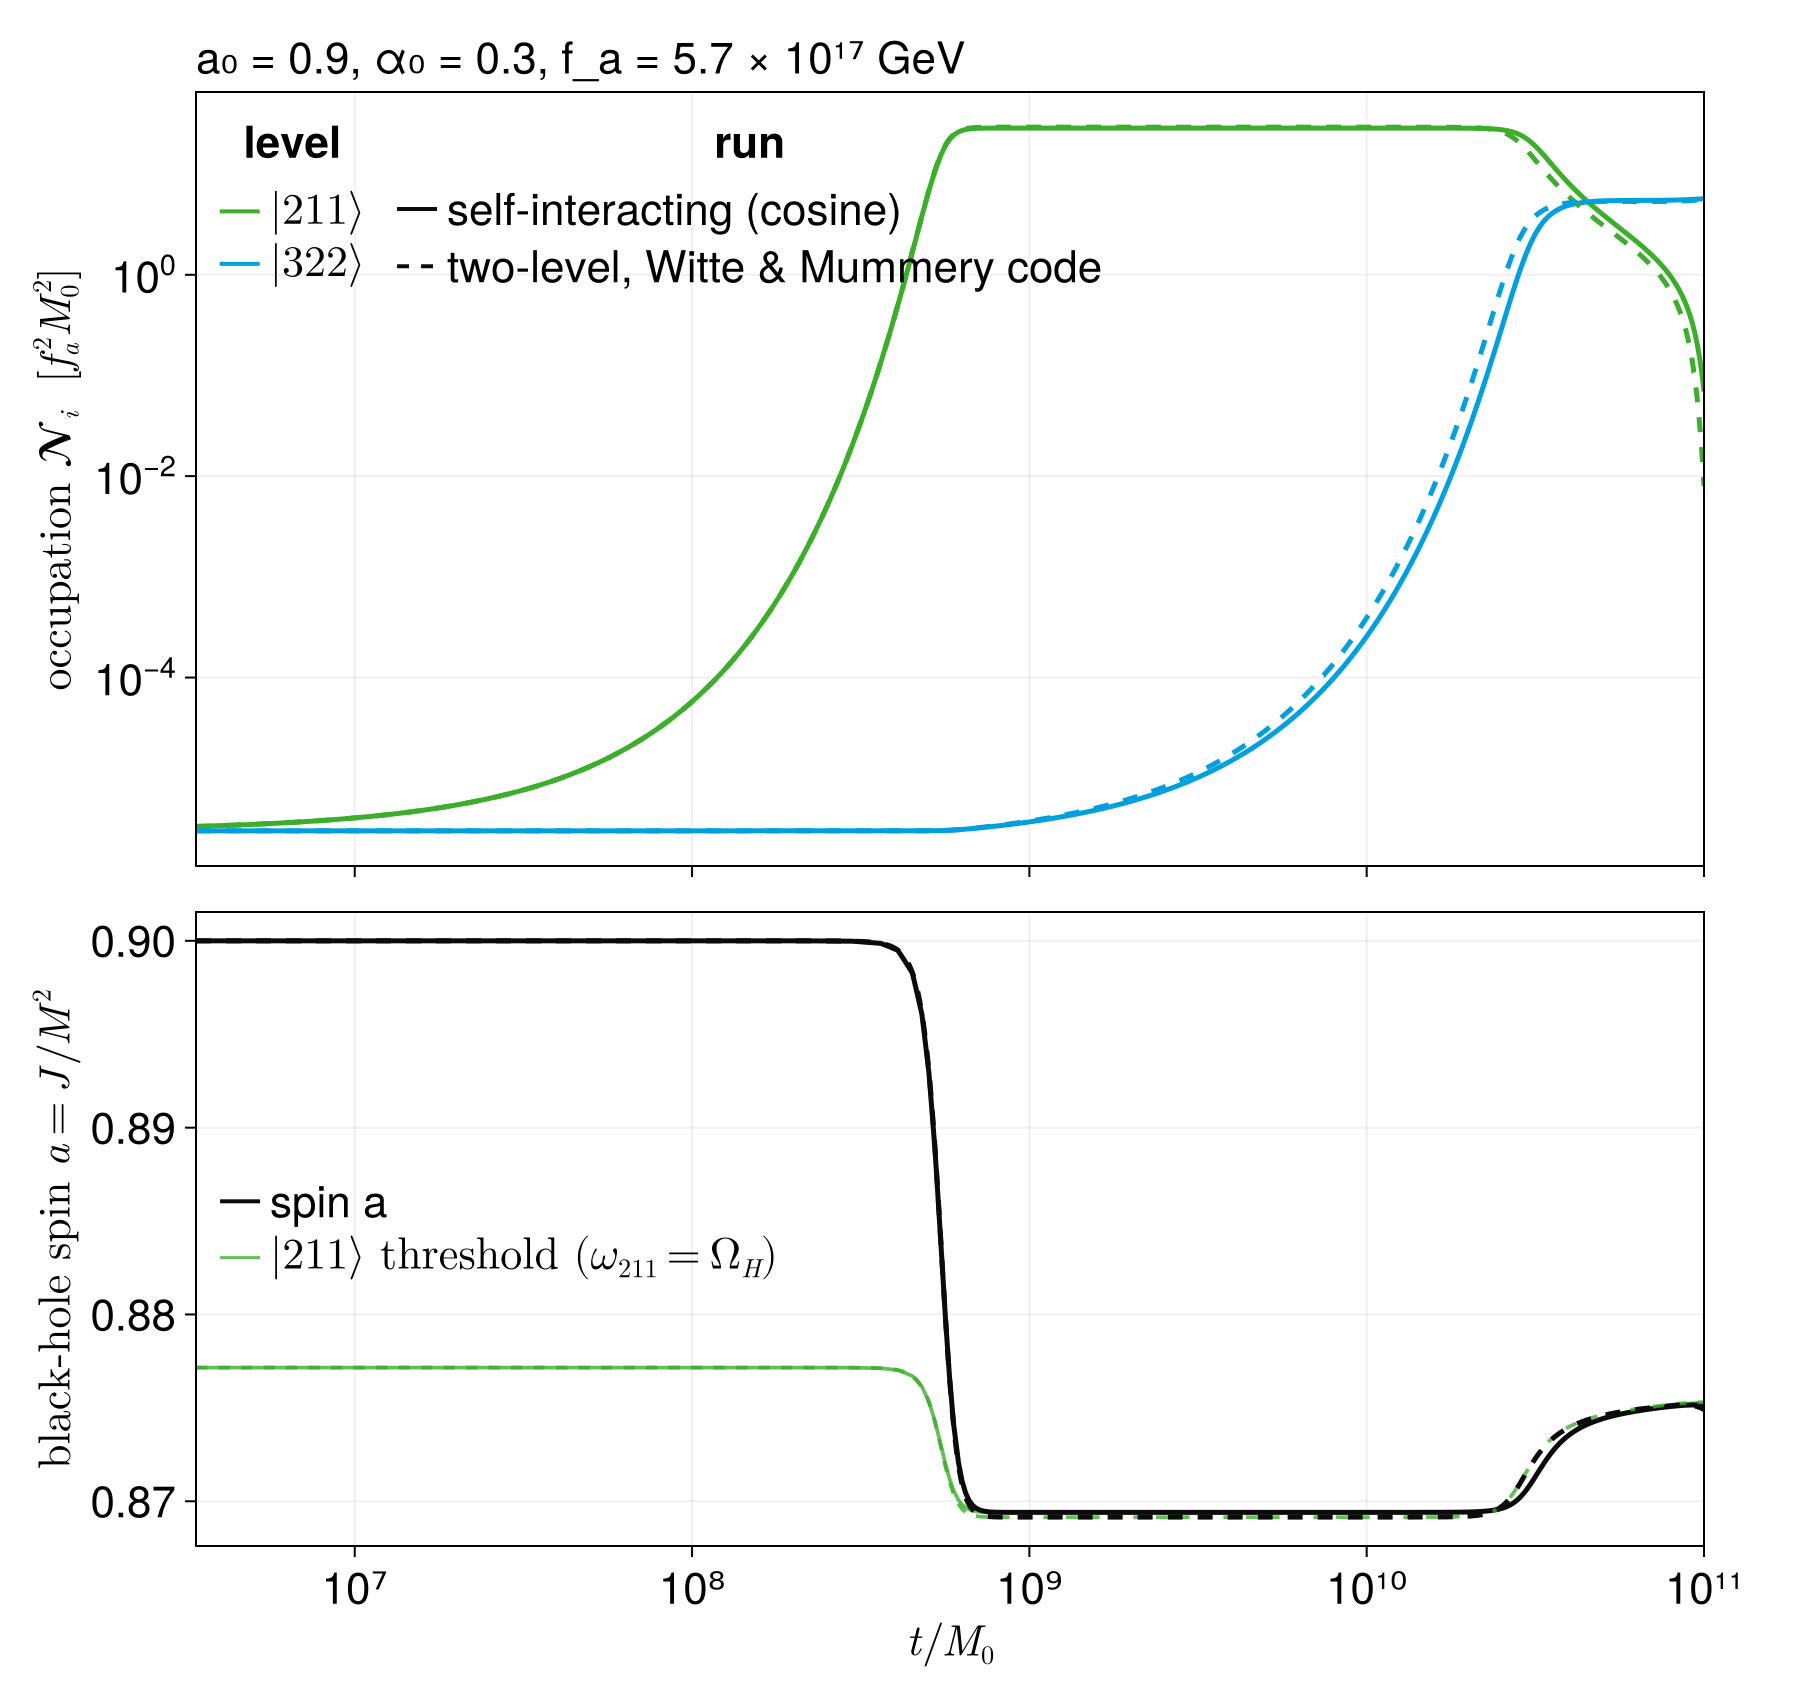 a₀ = 0.9, α₀ = 0.3, f_a = 5.7 × 10¹⁷ GeV
level
run
|211⟩
self-interacting (cosine)
|322⟩
two-level, Witte & Mummery code
occupation 𝒩ᵢ [f_a²M₀²]
10⁰
10⁻²
10⁻⁴
0.90
0.89
0.88
0.87
black-hole spin a = J/M²
spin a
|211⟩ threshold (ω₂₁₁ = Ω_H)
10⁷
10⁸
10⁹
10¹⁰
10¹¹
t/M₀